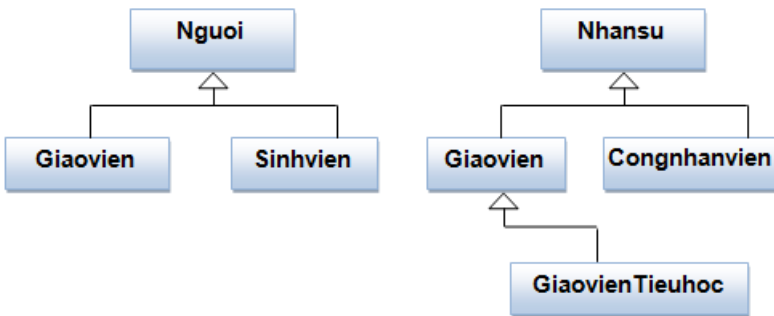 Nguoi
Nhansu
Giaovien
Sinhvien
Giaovien
Congnhanvien
GiaovienTieuhoc